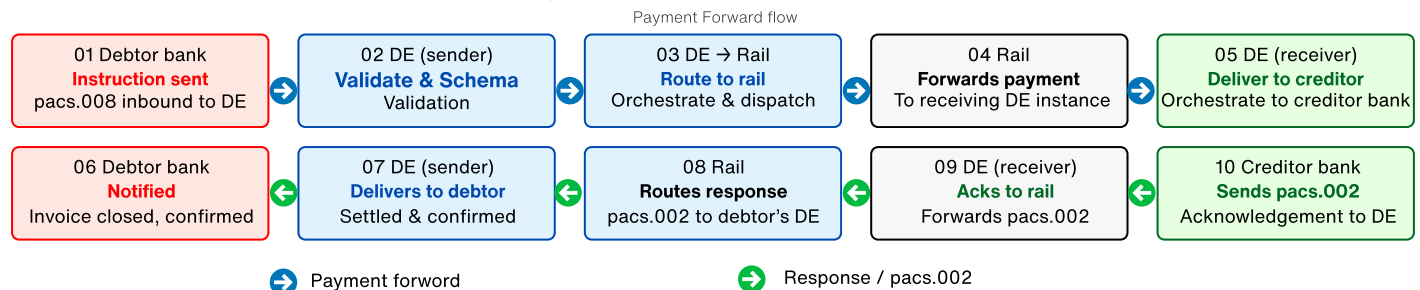 Payment Forward flow
01 Debtor bank
Instruction sent
pacs.008 inbound to DE
02 DE (sender)
Validate & Schema
Validation
03 DE → Rail
Route to rail
Orchestrate & dispatch
04 Rail
Forwards payment
To receiving DE instance
05 DE (receiver)
Deliver to creditor
Orchestrate to creditor bank
06 Debtor bank
Notified
Invoice closed, confirmed
07 DE (sender)
Delivers to debtor
Settled & confirmed
08 Rail
Routes response
pacs.002 to debtor’s DE
09 DE (receiver)
Acks to rail
Forwards pacs.002
10 Creditor bank
Sends pacs.002
Acknowledgement to DE
Payment forword
Response / pacs.002